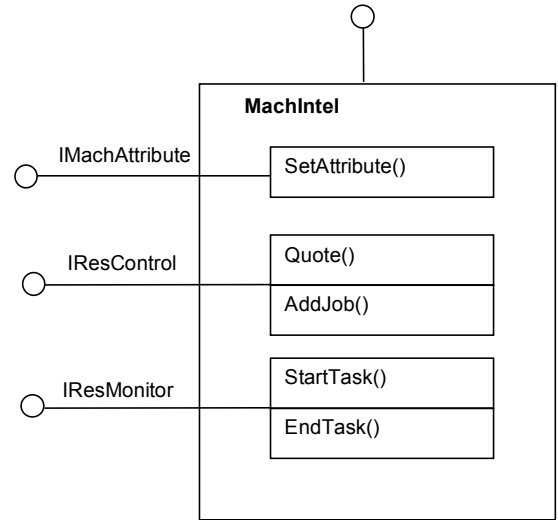 MachIntel
IMachAttribute
SetAttribute()
IResControl
Quote()
AddJob()
IResMonitor
StartTask()
EndTask()